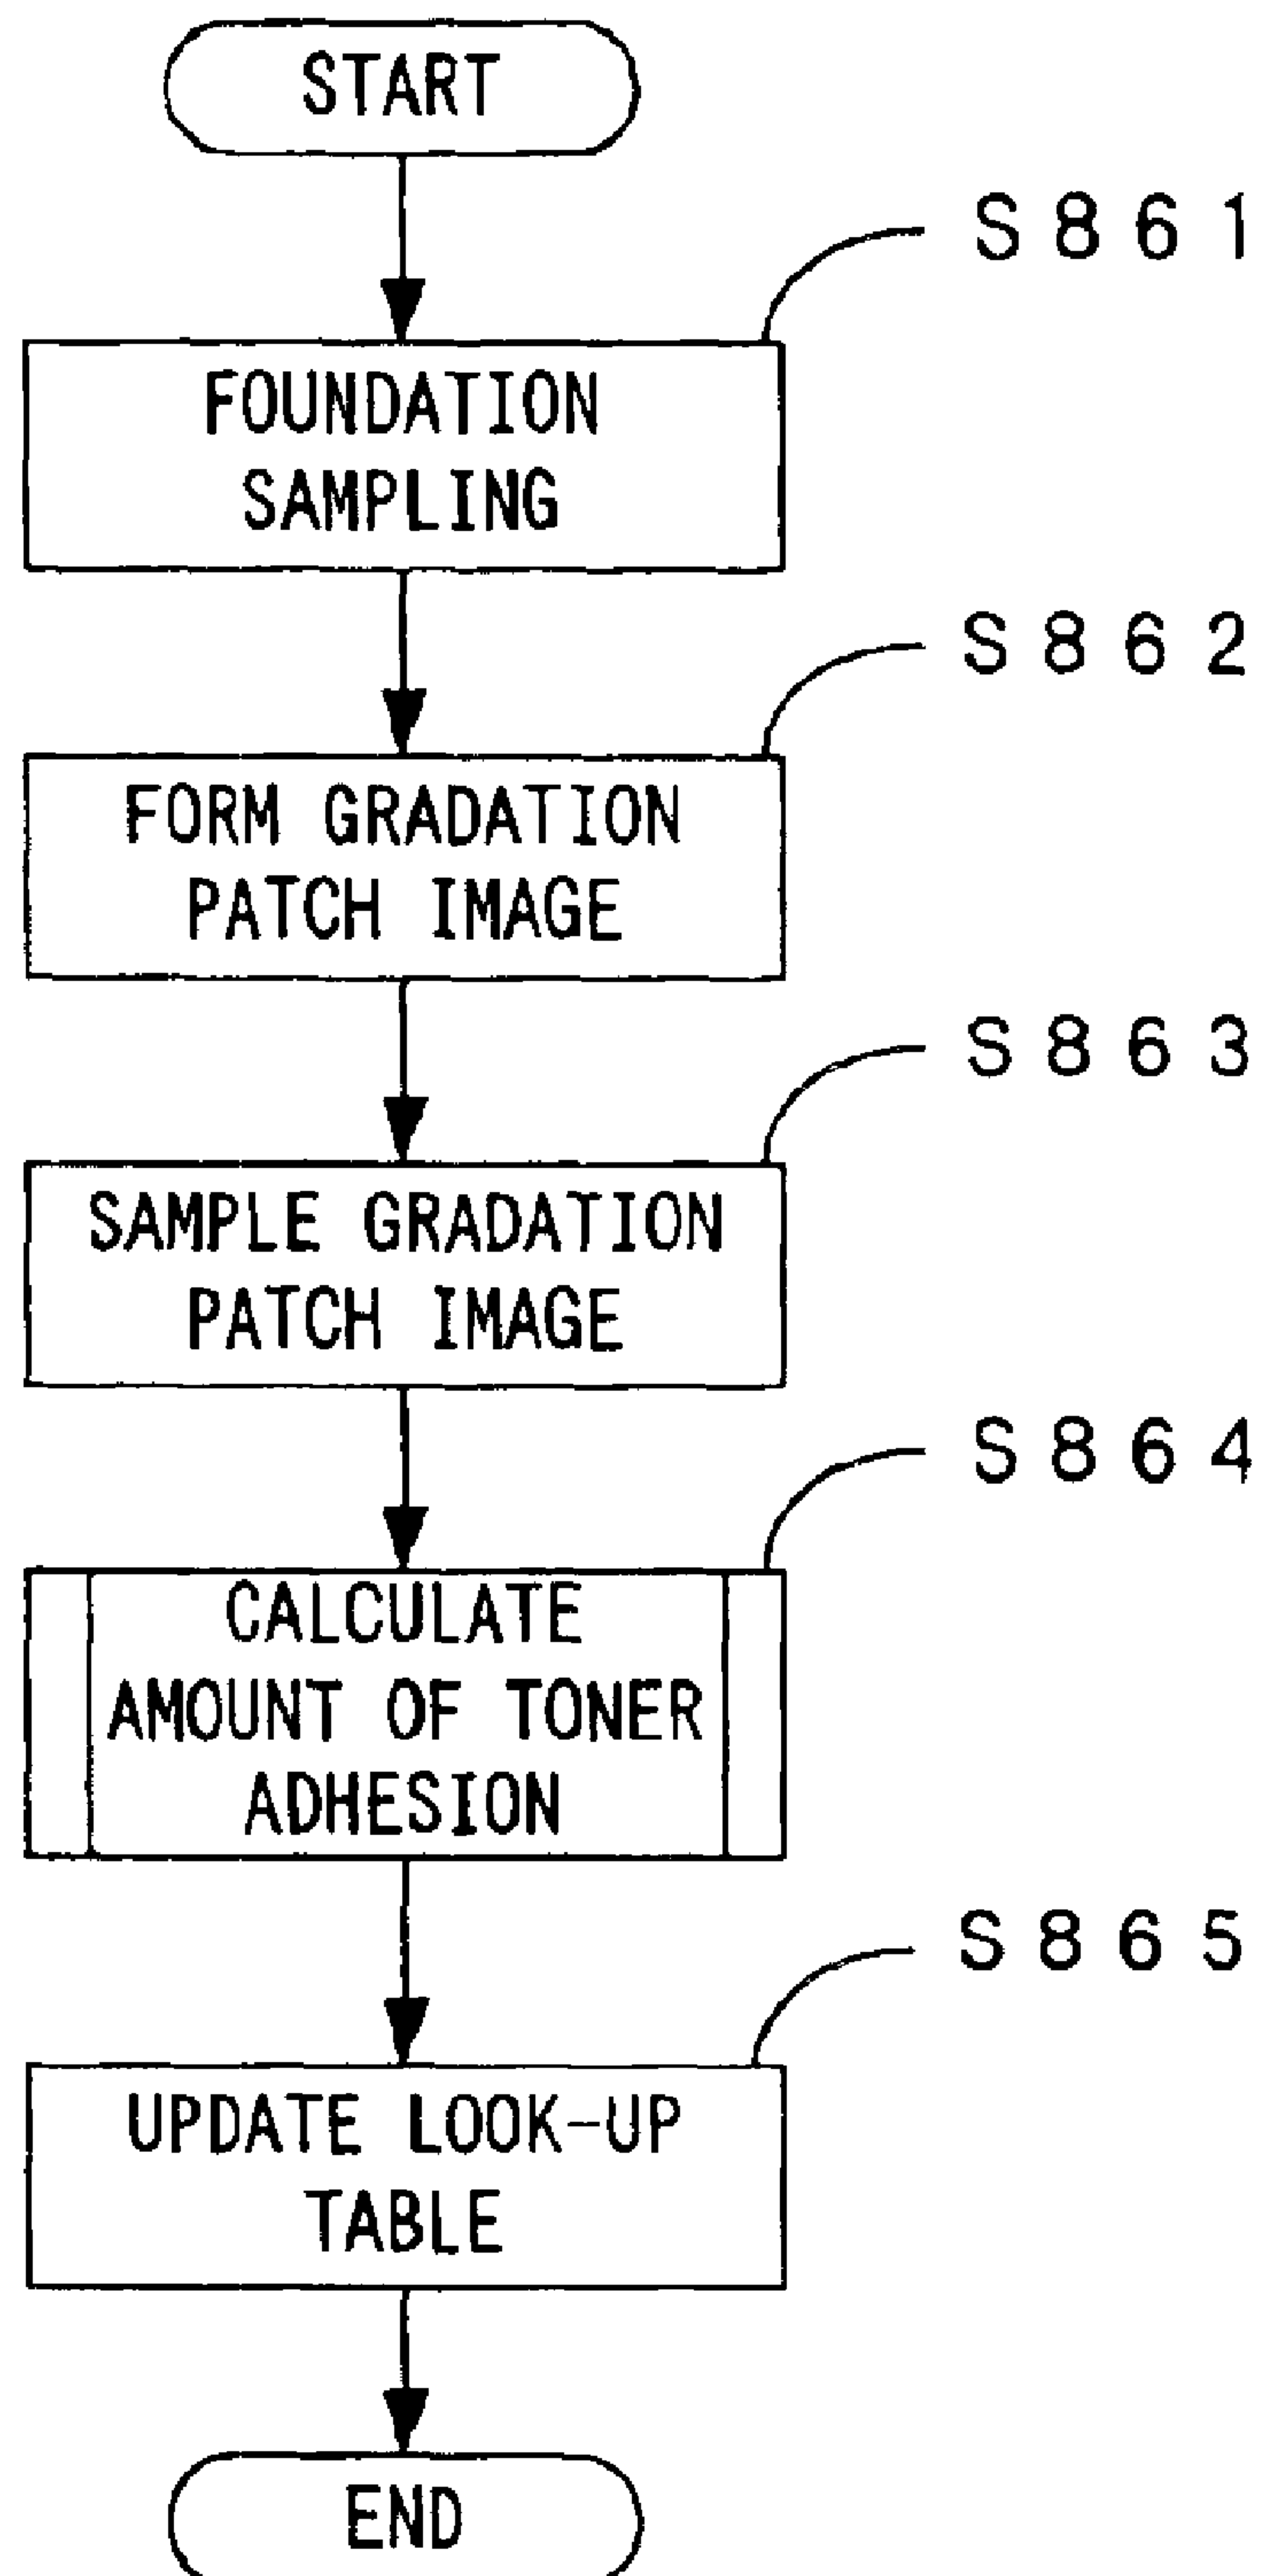 START
S861
FOUNDATION
SAMPLING
S862
FORM GRADATION
PATCH IMAGE
S863
SAMPLE GRADATION
PATCH IMAGE
S864
CALCULATE
AMOUNT OF TONER
ADHESION
S865
UPDATE LOOK-UP
TABLE
END